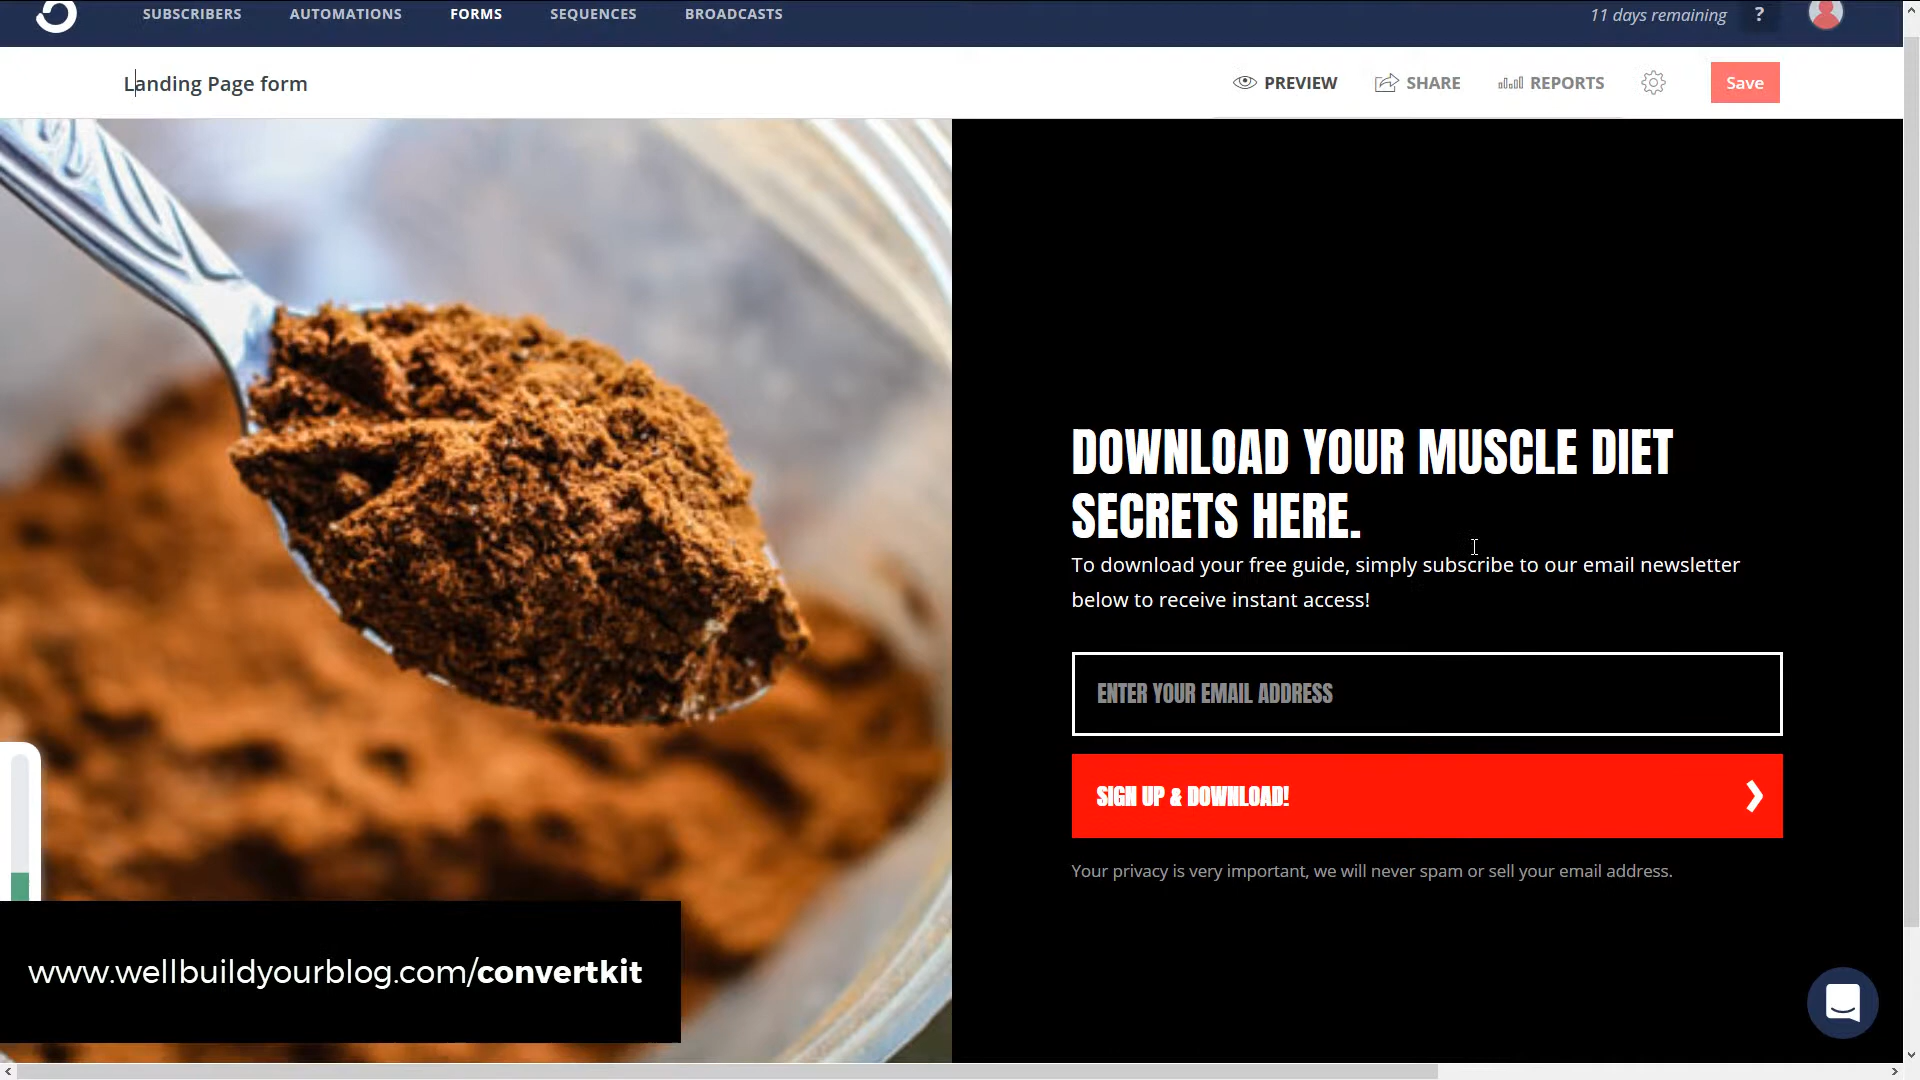 SUBSCRIBERS AUTOMATIONS FORMS SEQUENCES BROADCASTS 11 days remaining ?
Landing Page form PREVIEW SHARE REPORTS Save
DOWNLOAD YOUR MUSCLE DIET
SECRETS HERE.
To download your free guide, simply subscribe to our email newsletter
below to receive instant access!
ENTER YOUR EMAIL ADDRESS
SIGN UP & DOWNLOAD!
Your privacy is very important, we will never spam or sell your email address.
www.wellbuildyourblog.com/convertkit